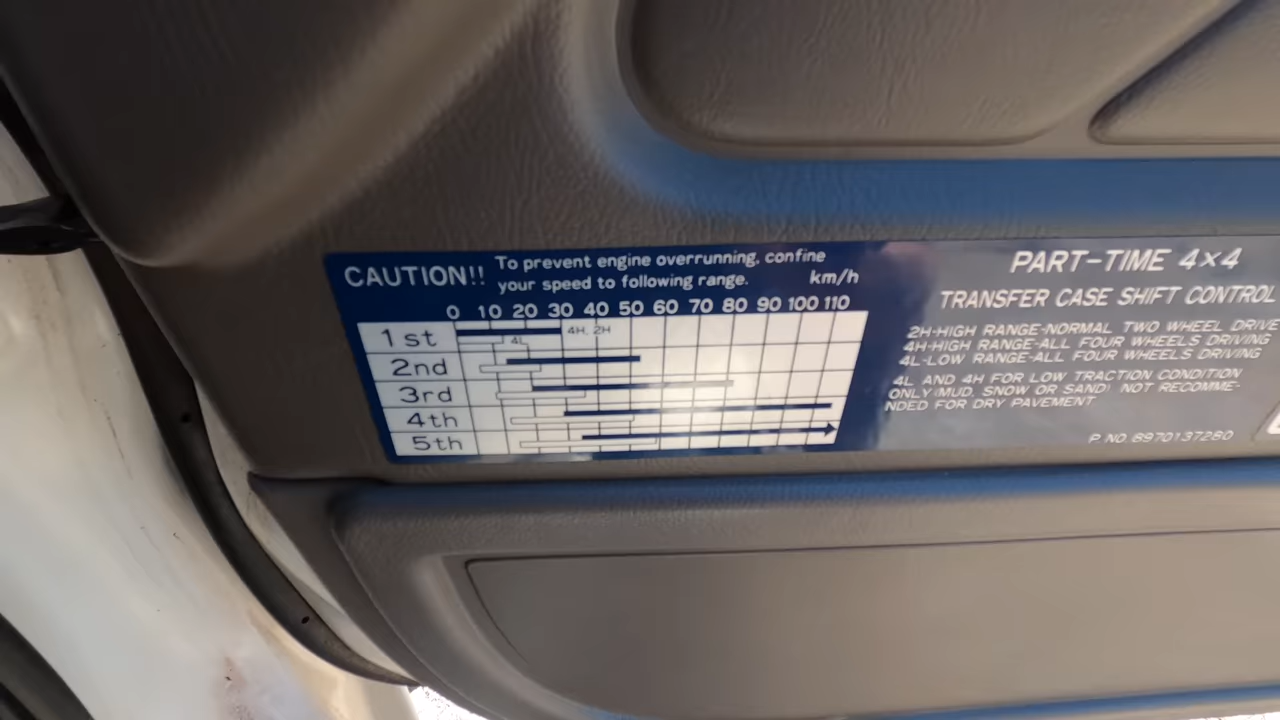 CAUTION!!
To prevent engine overrunning, confine
your speed to following range.
km/h
0 10 20 30 40 50 60 70 80 90 100 110
1st
4H, 2H
4L
2nd
3rd
4th
5th
PART-TIME 4×4
TRANSFER CASE SHIFT CONTROL
2H-HIGH RANGE-NORMAL TWO WHEEL DRIVE
4H-HIGH RANGE-ALL FOUR WHEELS DRIVING
4L-LOW RANGE-ALL FOUR WHEELS DRIVING
4L AND 4H FOR LOW TRACTION CONDITION
ONLY (MUD, SNOW OR SAND) NOT RECOMME-
NDED FOR DRY PAVEMENT
P NO 8970137280